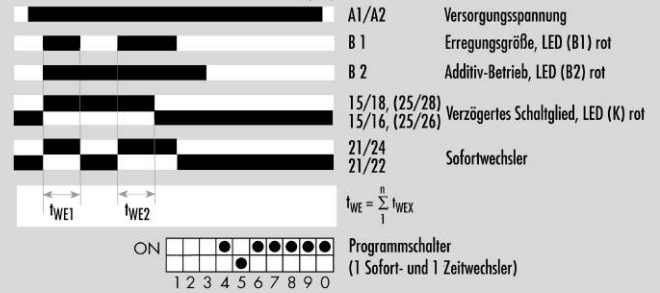 A1/A2 Versorgungsspannung
B 1 Erregungsgröße, LED (B1) rot
B 2 Additiv-Betrieb, LED (B2) rot
15/18, (25/28)
15/16, (25/26) Verzögertes Schaltglied, LED (K) rot
21/24
21/22 Sofortwechsler
tWE1 tWE2 tWE = n∑1 tWEX
ON Programmschalter
(1 Sofort- und 1 Zeitwechsler)
1 2 3 4 5 6 7 8 9 0